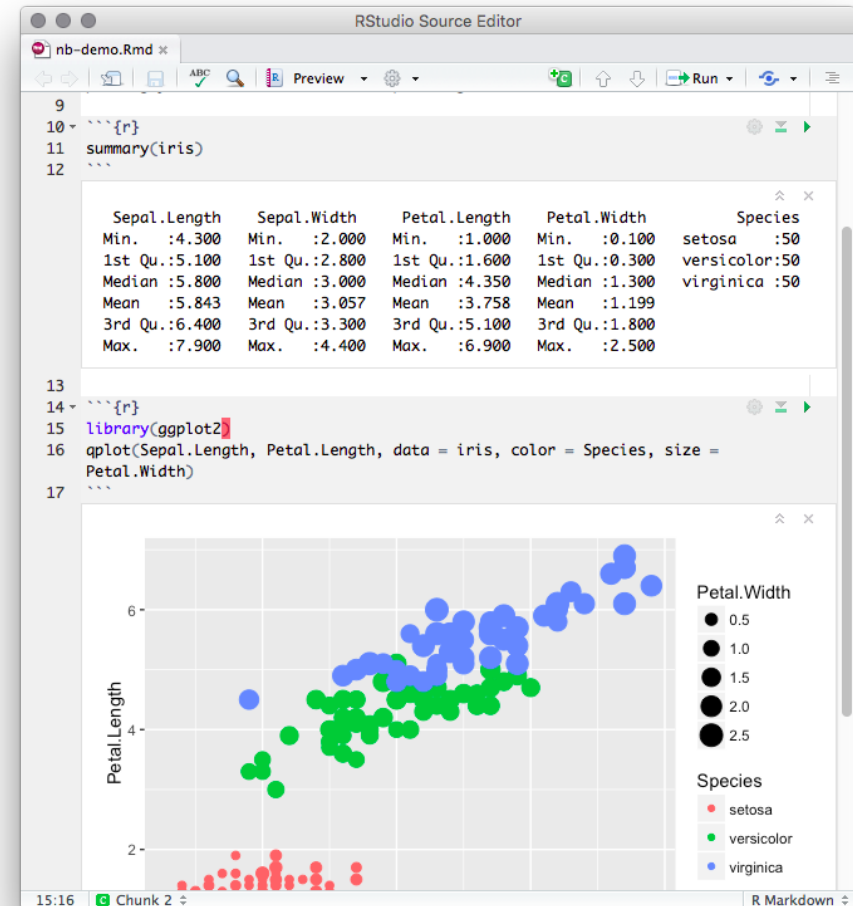 RStudio Source Editor
nb-demo.Rmd
ABC Preview Run
9
10 ```{r}
11 summary(iris)
12 ```
Sepal.Length Sepal.Width Petal.Length Petal.Width Species
Min. :4.300 Min. :2.000 Min. :1.000 Min. :0.100 setosa :50
1st Qu.:5.100 1st Qu.:2.800 1st Qu.:1.600 1st Qu.:0.300 versicolor:50
Median :5.800 Median :3.000 Median :4.350 Median :1.300 virginica :50
Mean :5.843 Mean :3.057 Mean :3.758 Mean :1.199
3rd Qu.:6.400 3rd Qu.:3.300 3rd Qu.:5.100 3rd Qu.:1.800
Max. :7.900 Max. :4.400 Max. :6.900 Max. :2.500
13
14 ```{r}
15 library(ggplot2)
16 qplot(Sepal.Length, Petal.Length, data = iris, color = Species, size =
Petal.Width)
17 ```
Petal.Length
6
4
2
Petal.Width
0.5
1.0
1.5
2.0
2.5
Species
setosa
versicolor
virginica
15:16 C Chunk 2 R Markdown